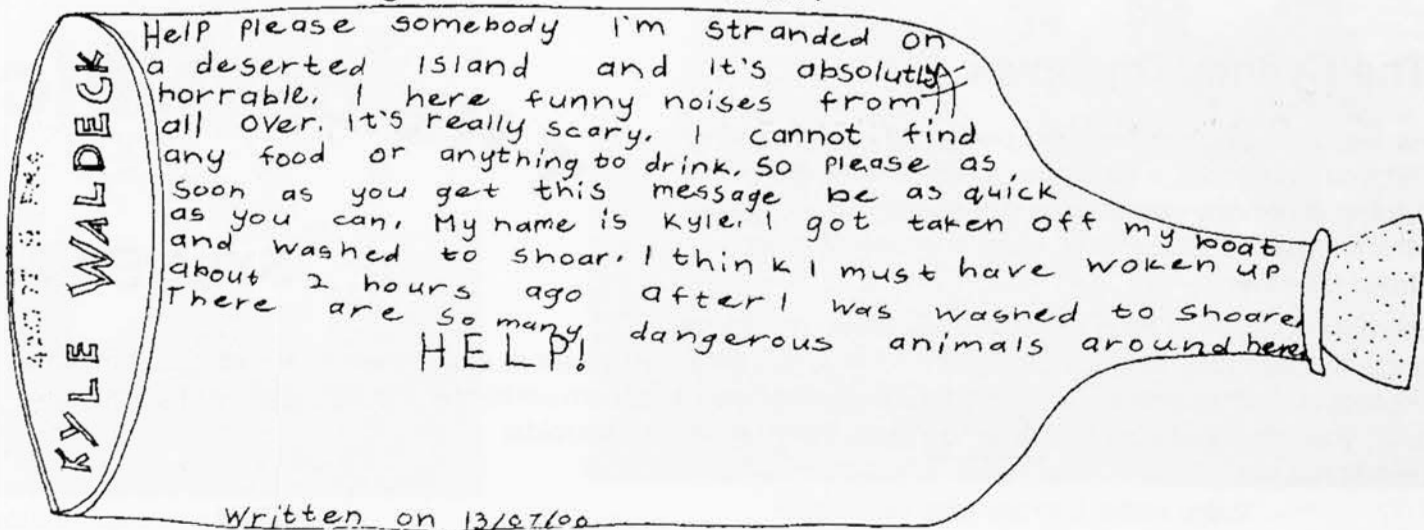 Help please somebody i'm stranded on
a deserted island and it's absolutly
horrable. I here funny noises from
all over. It's really scary. I cannot find
any food or anything to drink. So please as
soon as you get this message be as quick
as you can. My name is Kyle. I got taken off my boat
and washed to shoar. I think I must have woken up
about 2 hours ago after I was washed to shoare.
There are so many dangerous animals around here
HELP!
Written on 13/07/00
KYLE WALDECK